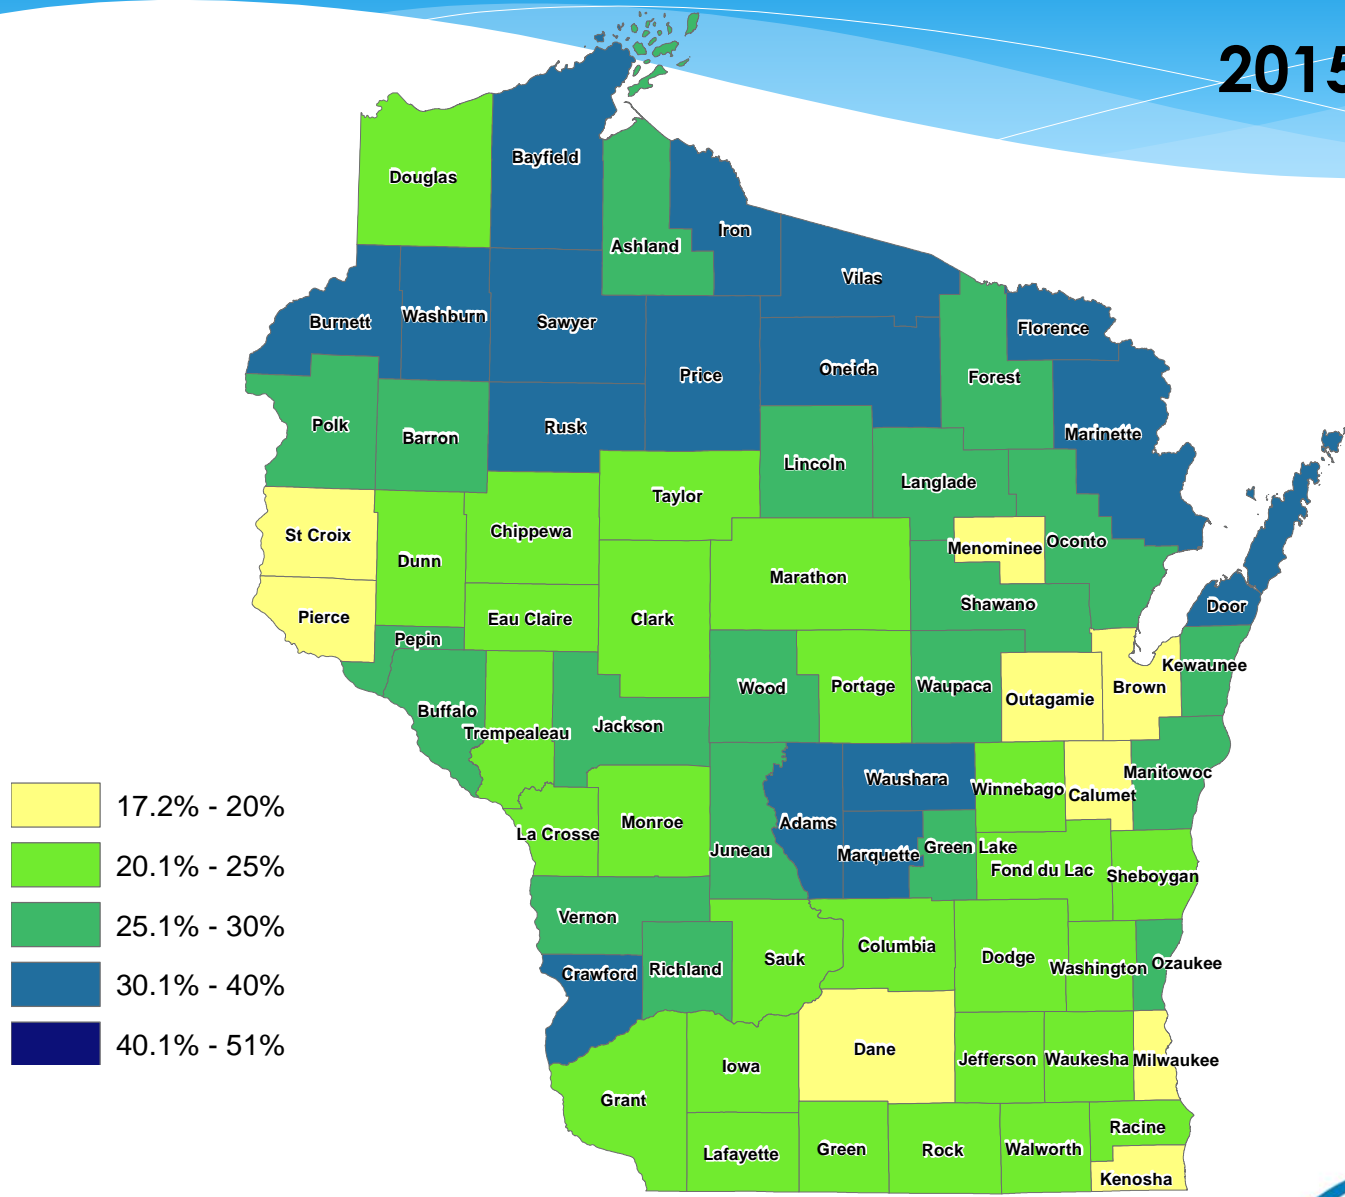 2015
Bayfield
Douglas
Iron
Ashland
Vilas
Burnett
Washburn
Sawyer
Florence
Price
Oneida
Forest
Polk
Barron
Rusk
Marinette
Lincoln
Langlade
Taylor
St Croix
Chippewa
Menominee
Oconto
Dunn
Marathon
Shawano
Door
Pierce
Eau Claire
Clark
Pepin
Kewaunee
Wood
Portage
Waupaca
Brown
Outagamie
Buffalo
Trempealeau
Jackson
Manitowoc
Waushara
Winnebago
Calumet
17.2% - 20%
La Crosse
Monroe
Adams
Juneau
Marquette
Green Lake
20.1% - 25%
Fond du Lac
Sheboygan
25.1% - 30%
Vernon
Columbia
Sauk
Dodge
Ozaukee
Crawford
Richland
Washington
30.1% - 40%
40.1% - 51%
Dane
Jefferson
Waukesha
Milwaukee
Iowa
Grant
Racine
Lafayette
Green
Rock
Walworth
Kenosha